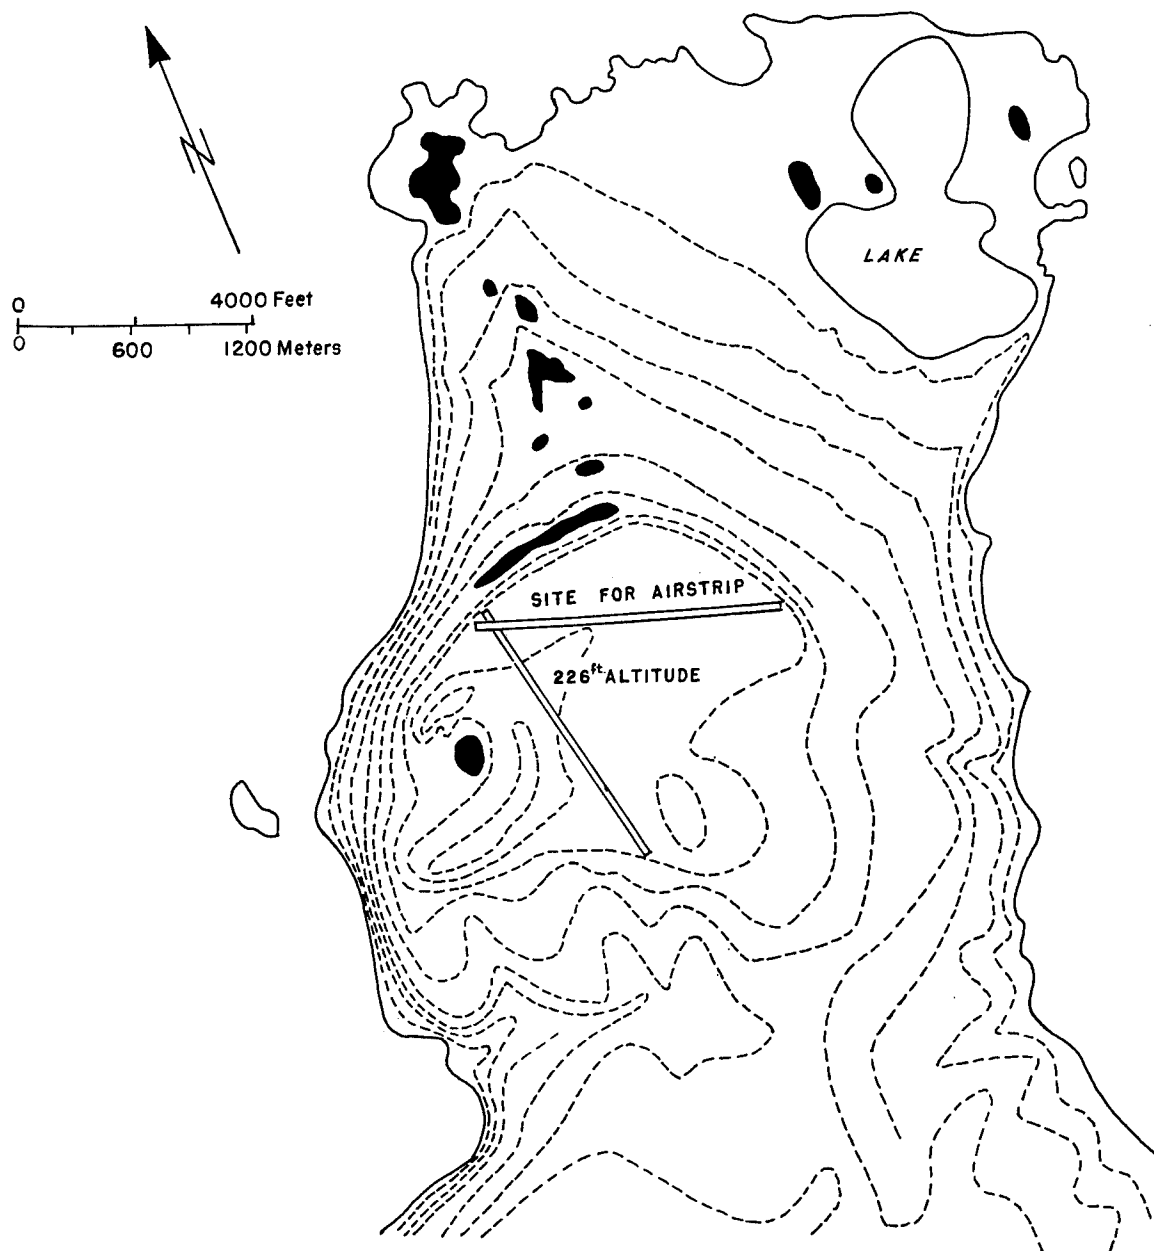 0 4000 Feet
0 600 1200 Meters
LAKE
SITE FOR AIRSTRIP
226ft. ALTITUDE